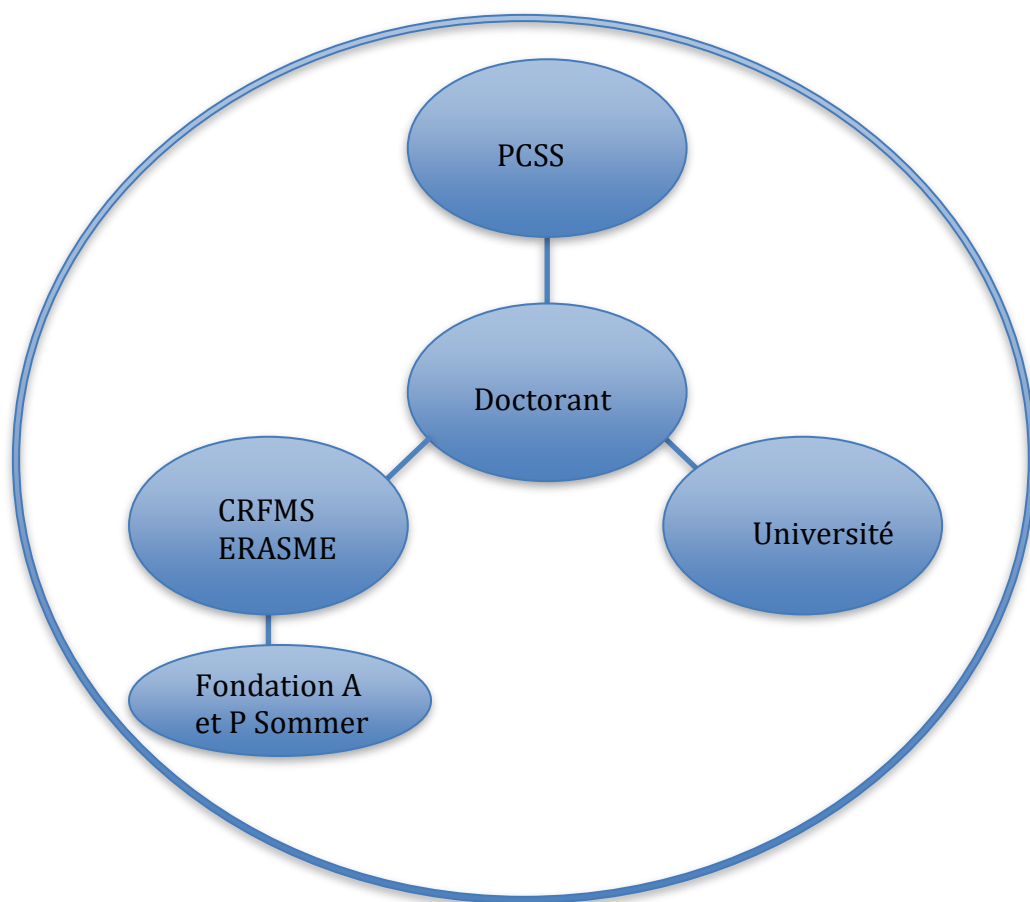 PCSS
Doctorant
CRFMS
ERASME
Université
Fondation A
et P Sommer